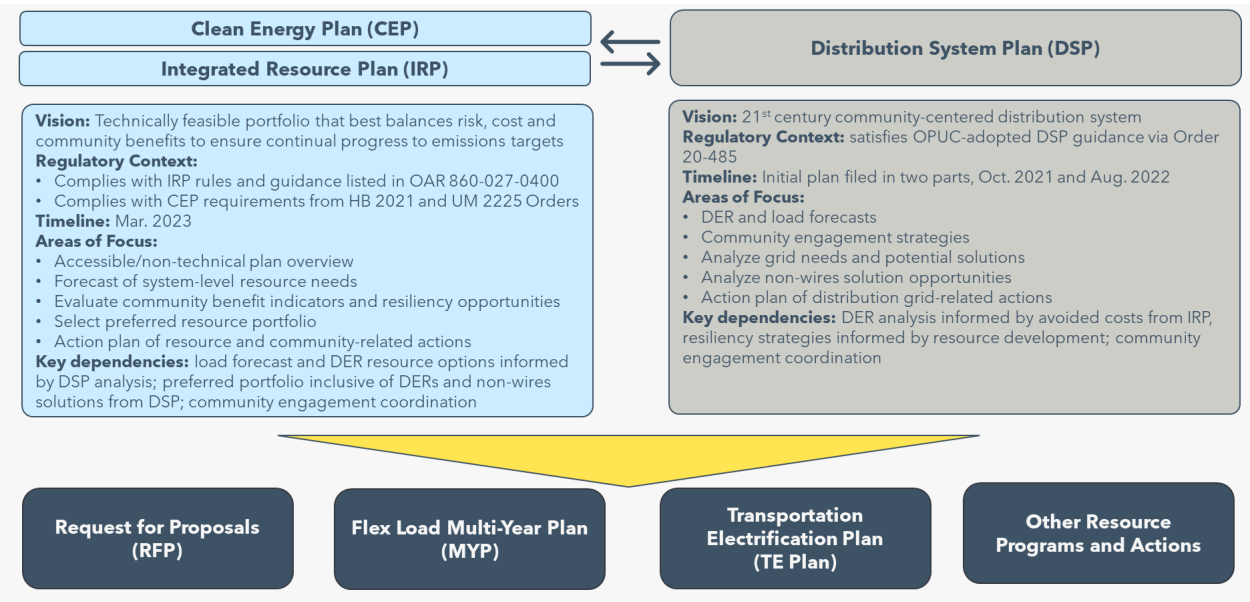 Clean Energy Plan (CEP)
Integrated Resource Plan (IRP)
Distribution System Plan (DSP)
Vision: Technically feasible portfolio that best balances risk, cost and
community benefits to ensure continual progress to emissions targets
Regulatory Context:
• Complies with IRP rules and guidance listed in OAR 860-027-0400
• Complies with CEP requirements from HB 2021 and UM 2225 Orders
Timeline: Mar. 2023
Areas of Focus:
• Accessible/non-technical plan overview
• Forecast of system-level resource needs
• Evaluate community benefit indicators and resiliency opportunities
• Select preferred resource portfolio
• Action plan of resource and community-related actions
Key dependencies: load forecast and DER resource options informed
by DSP analysis; preferred portfolio inclusive of DERs and non-wires
solutions from DSP; community engagement coordination
Vision: 21st century community-centered distribution system
Regulatory Context: satisfies OPUC-adopted DSP guidance via Order
20-485
Timeline: Initial plan filed in two parts, Oct. 2021 and Aug. 2022
Areas of Focus:
• DER and load forecasts
• Community engagement strategies
• Analyze grid needs and potential solutions
• Analyze non-wires solution opportunities
• Action plan of distribution grid-related actions
Key dependencies: DER analysis informed by avoided costs from IRP,
resiliency strategies informed by resource development; community
engagement coordination
Request for Proposals
(RFP)
Flex Load Multi-Year Plan
(MYP)
Transportation
Electrification Plan
(TE Plan)
Other Resource
Programs and Actions